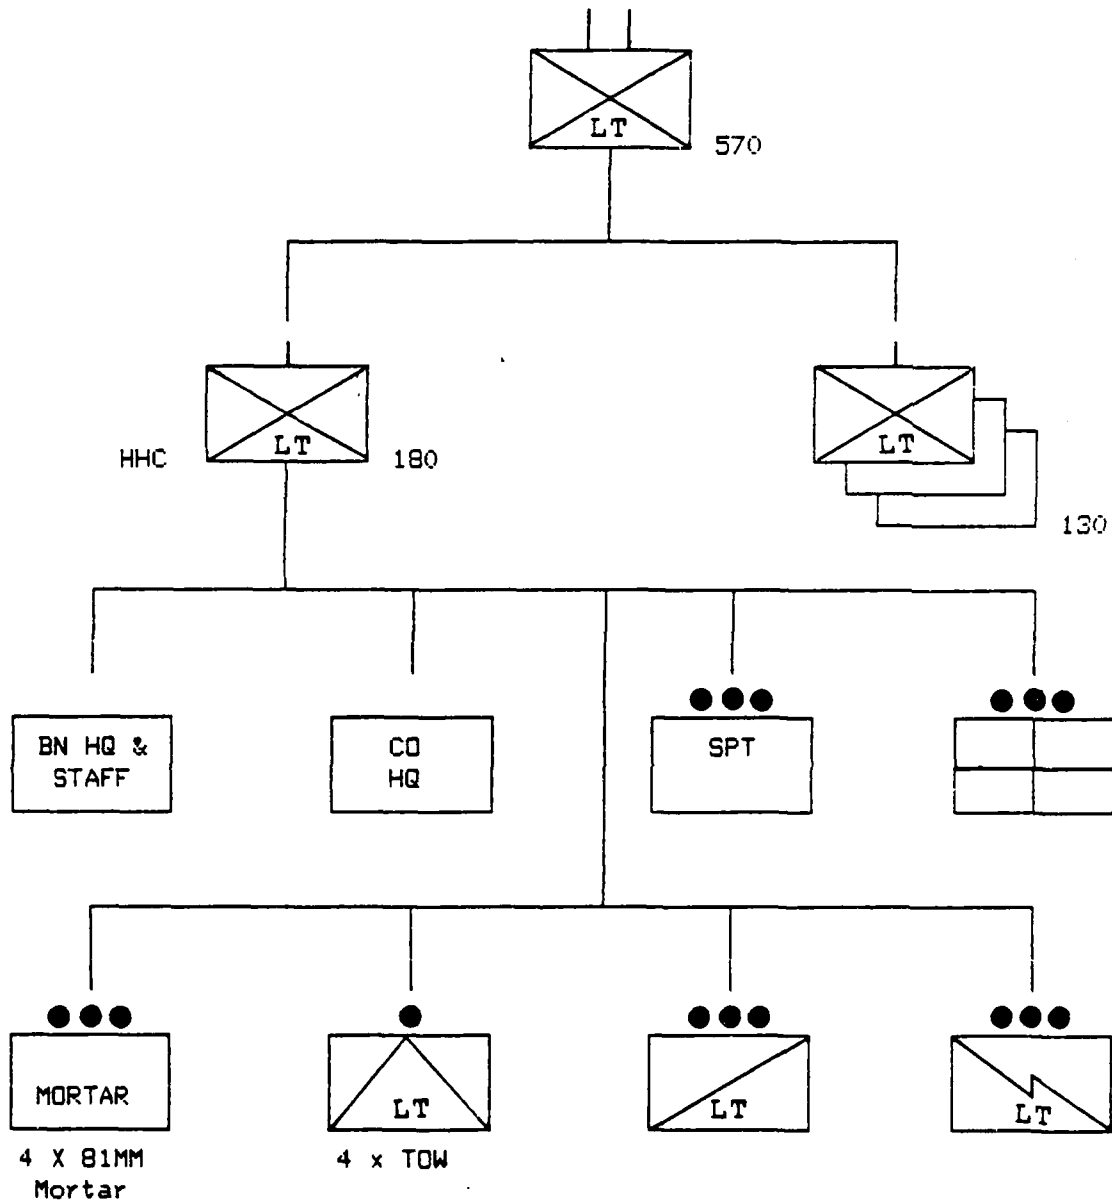 LT
570
HHC
LT
180
LT
130
BN HQ &
STAFF
CO
HQ
SPT
MORTAR
LT
LT
LT
4 X 81MM
Mortar
4 x TOW